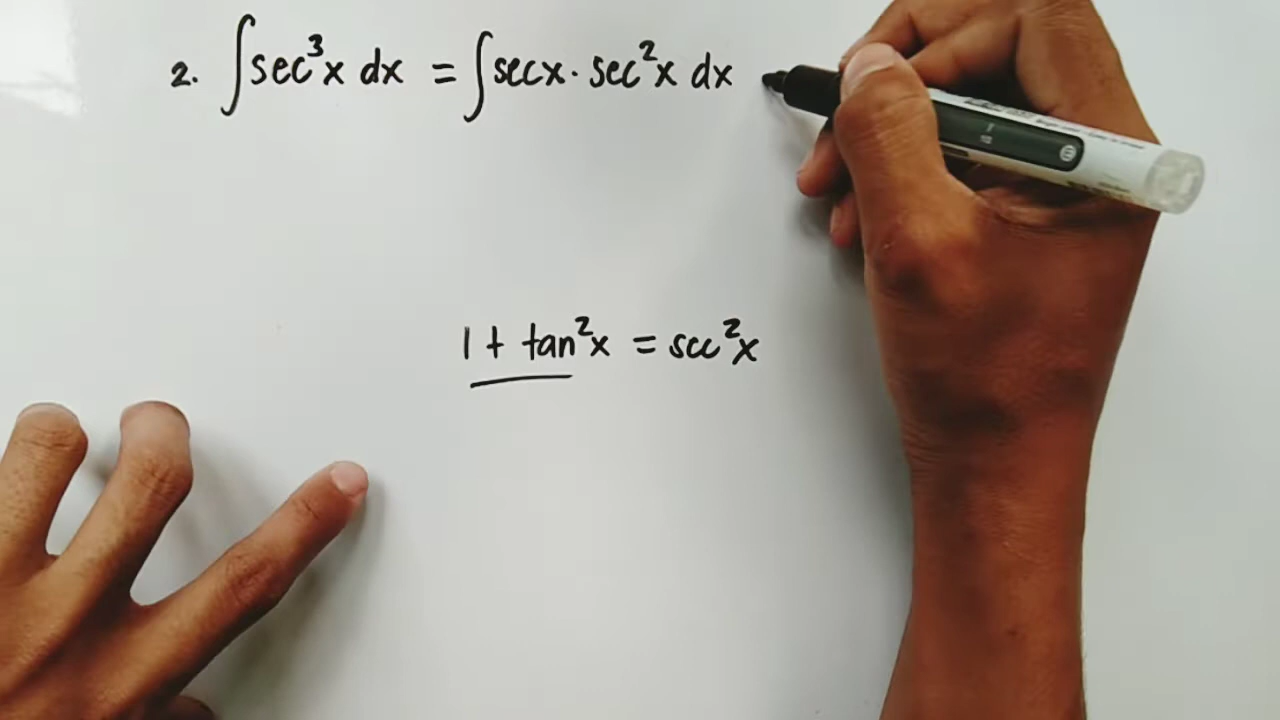 2. ∫sec³x dx = ∫secx · sec²x dx
1 + tan²x = sec²x